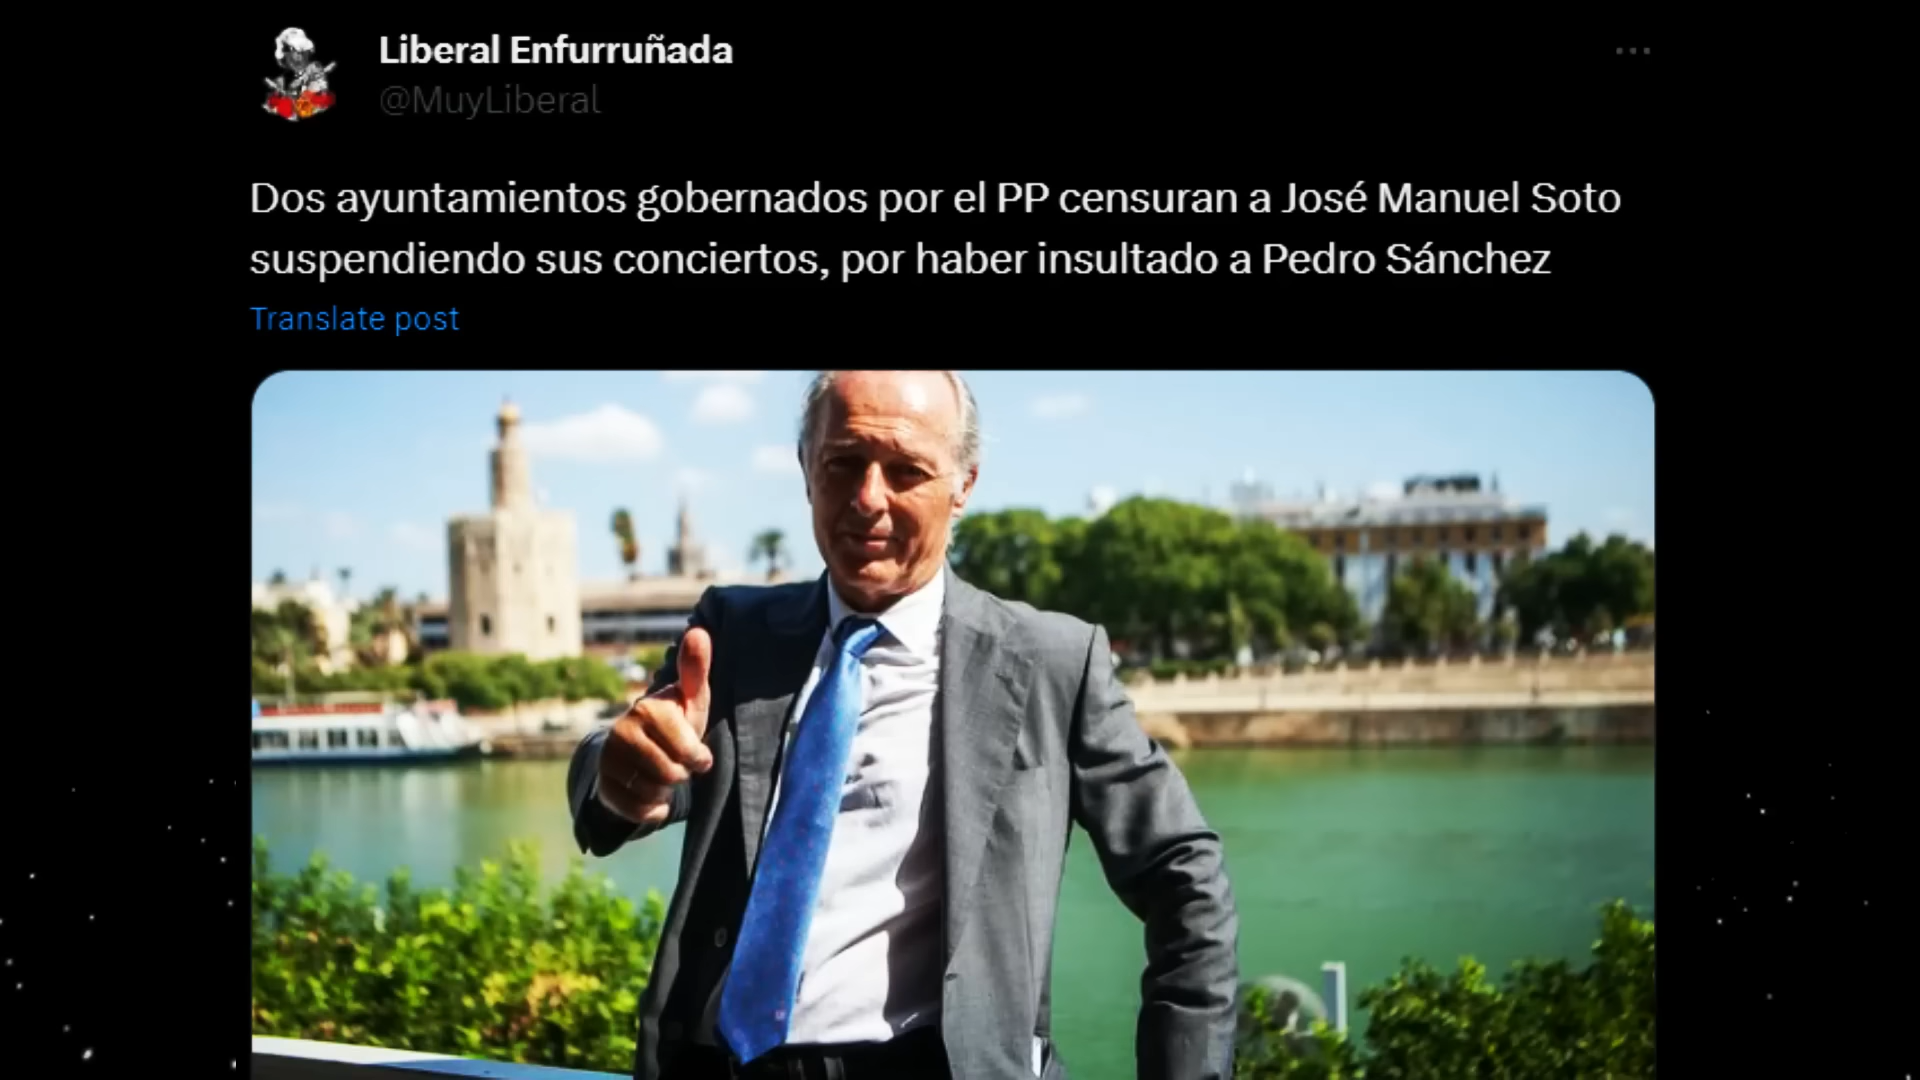 Liberal Enfurruñada
@MuyLiberal
Dos ayuntamientos gobernados por el PP censuran a José Manuel Soto
suspendiendo sus conciertos, por haber insultado a Pedro Sánchez
Translate post